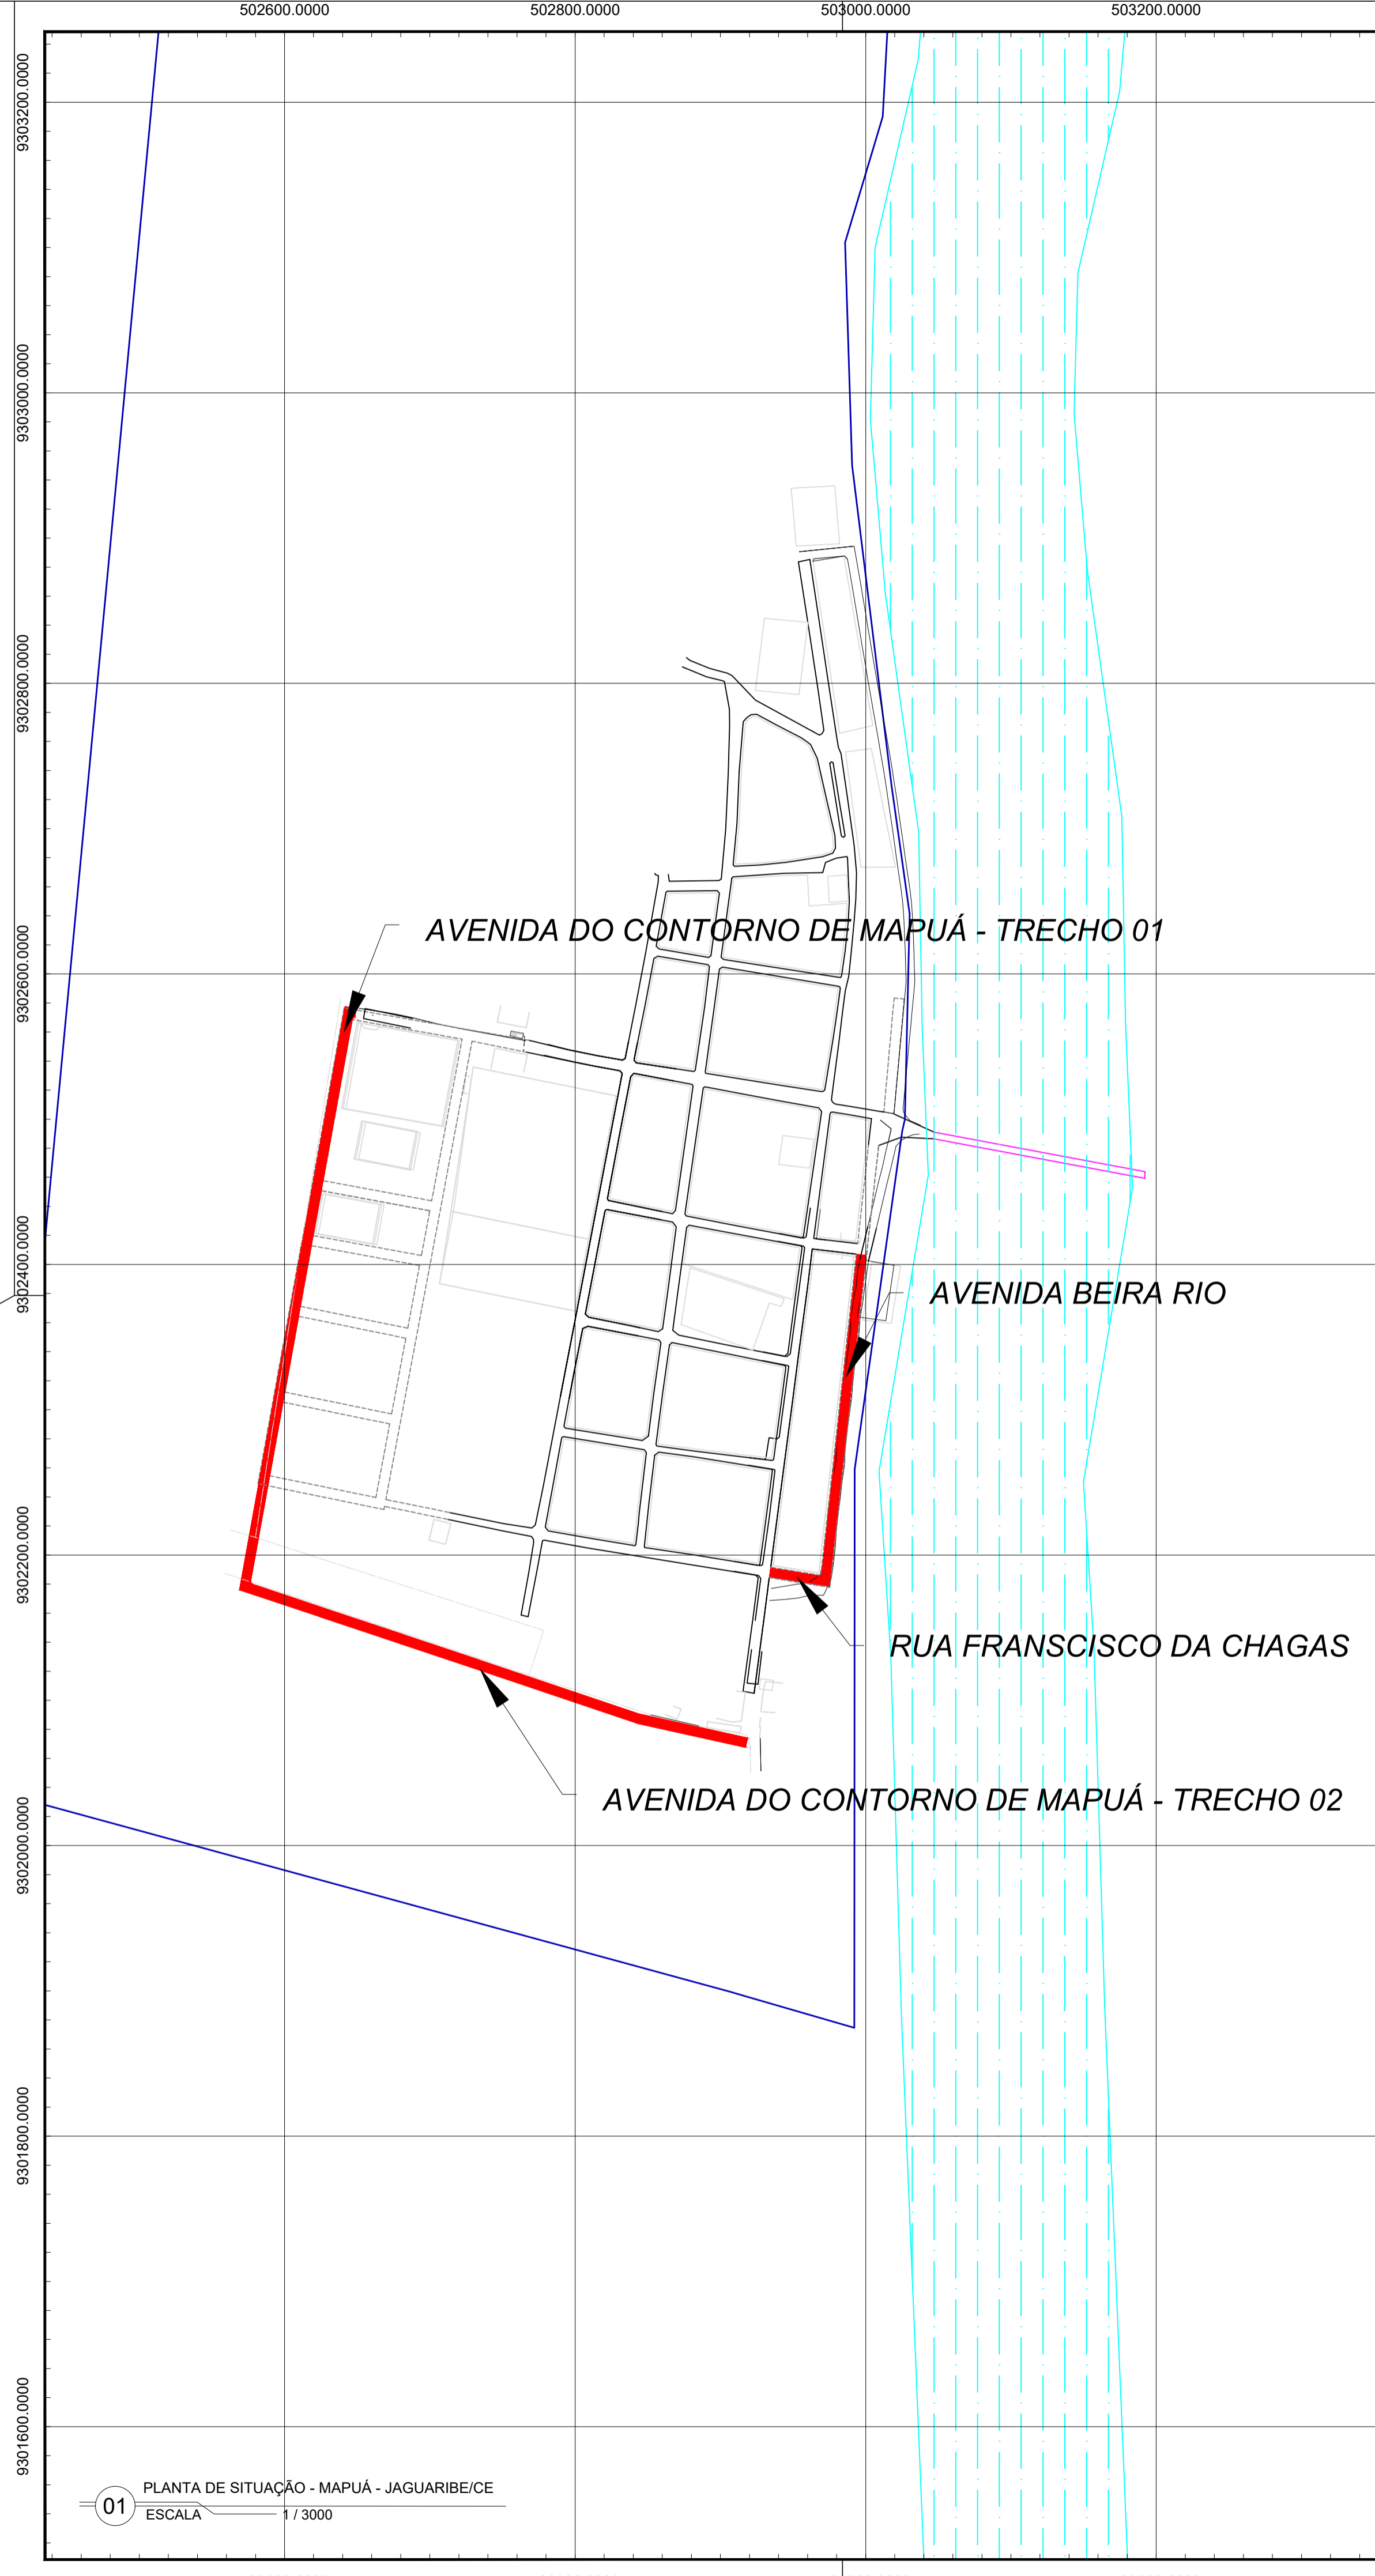 502600.0000
502800.0000
503000.0000
503200.0000
9303200.0000
9303000.0000
9302800.0000
9302600.0000
9302400.0000
9302200.0000
9302000.0000
9301800.0000
9301600.0000
AVENIDA DO CONTORNO DE MAPUÁ - TRECHO 01
AVENIDA BEIRA RIO
RUA FRANSCISCO DA CHAGAS
AVENIDA DO CONTORNO DE MAPUÁ - TRECHO 02
01
PLANTA DE SITUAÇÃO - MAPUÁ - JAGUARIBE/CE
ESCALA 1 / 3000